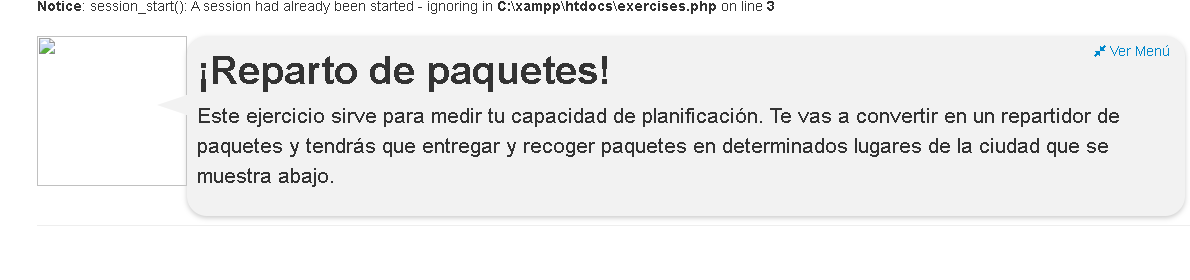 Notice: session_start(): A session had already been started - ignoring in C:\xampp\htdocs\exercises.php on line 3
Ver Menú
¡Reparto de paquetes!
Este ejercicio sirve para medir tu capacidad de planificación. Te vas a convertir en un repartidor de
paquetes y tendrás que entregar y recoger paquetes en determinados lugares de la ciudad que se
muestra abajo.